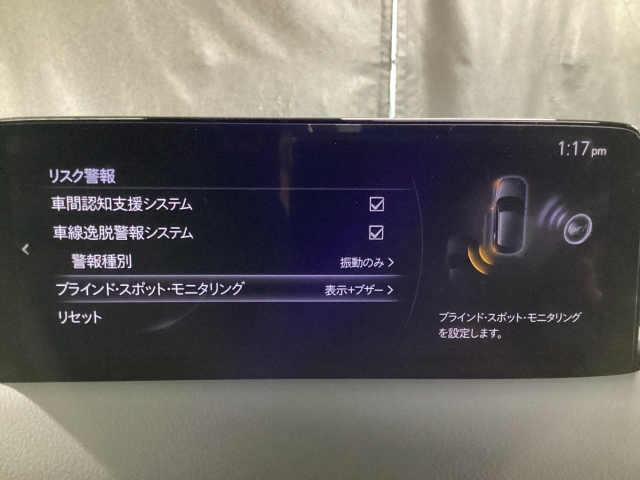 1:17pm
リスク警報
車間認知支援システム
車線逸脱警報システム
警報種別 振動のみ
ブラインド・スポット・モニタリング 表示+ブザー
リセット
ブラインド・スポット・モニタリング
を設定します。